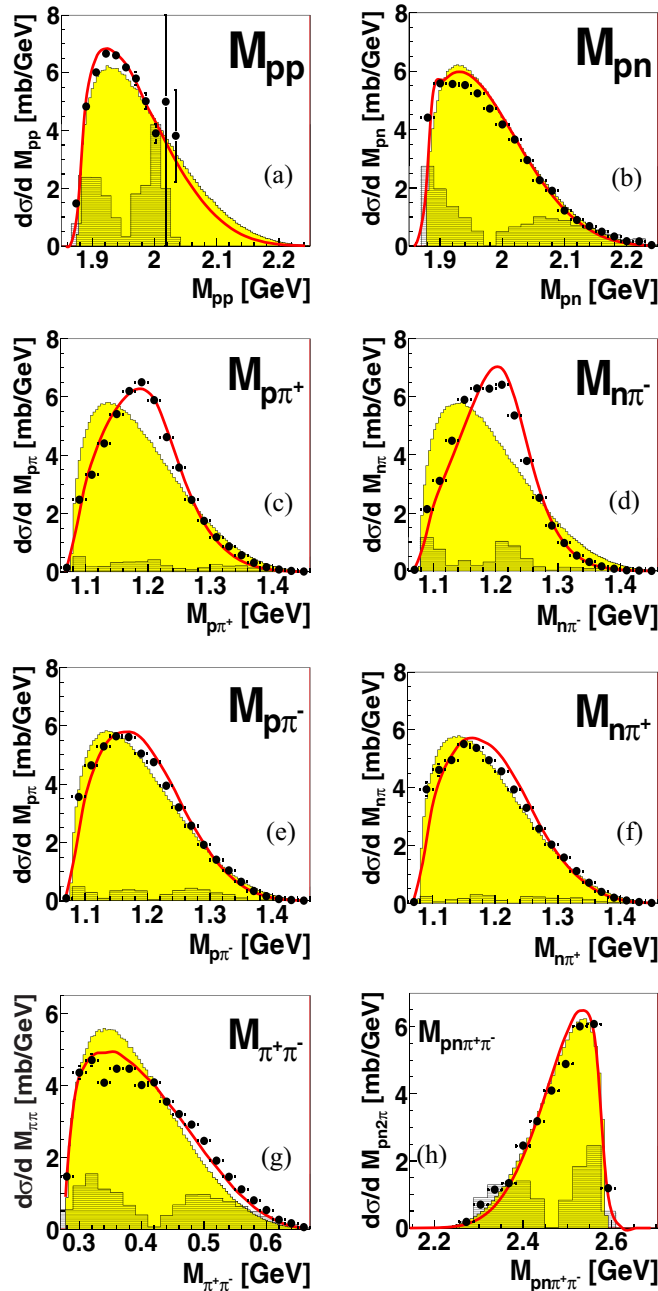 dσ/d M_pp [mb/GeV]
8
6
4
2
0
M_pp
(a)
1.9 2 2.1 2.2
M_pp [GeV]
dσ/d M_pn [mb/GeV]
8
6
4
2
0
M_pn
(b)
1.9 2 2.1 2.2
M_pn [GeV]
dσ/d M_pπ [mb/GeV]
8
6
4
2
0
M_pπ⁺
(c)
1.1 1.2 1.3 1.4
M_pπ⁺ [GeV]
dσ/d M_nπ [mb/GeV]
8
6
4
2
0
M_nπ⁻
(d)
1.1 1.2 1.3 1.4
M_nπ⁻ [GeV]
dσ/d M_pπ [mb/GeV]
8
6
4
2
0
M_pπ⁻
(e)
1.1 1.2 1.3 1.4
M_pπ⁻ [GeV]
dσ/d M_nπ [mb/GeV]
8
6
4
2
0
M_nπ⁺
(f)
1.1 1.2 1.3 1.4
M_nπ⁺ [GeV]
dσ/d M_ππ [mb/GeV]
6
4
2
0
M_π⁺π⁻
(g)
0.3 0.4 0.5 0.6
M_π⁺π⁻ [GeV]
dσ/d M_pn2π [mb/GeV]
6
4
2
0
M_pnπ⁺π⁻
(h)
2.2 2.4 2.6
M_pnπ⁺π⁻ [GeV]